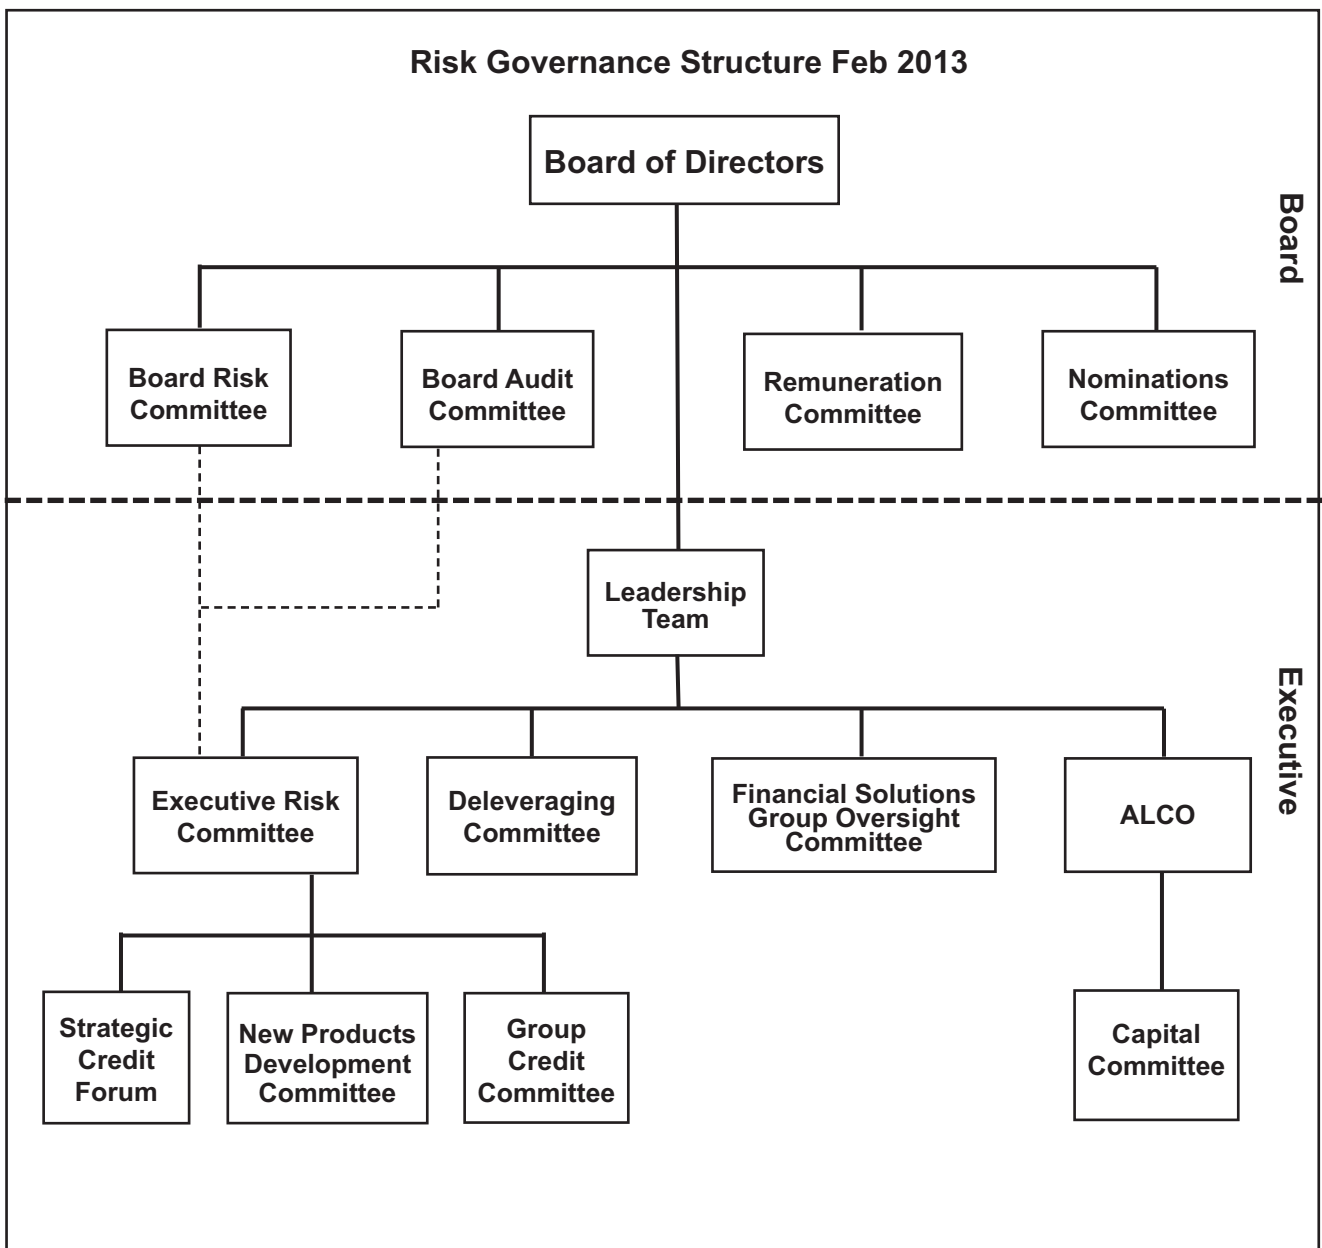 Risk Governance Structure Feb 2013
Board of Directors
Board
Board Risk
Committee
Board Audit
Committee
Remuneration
Committee
Nominations
Committee
Leadership
Team
Executive
Executive Risk
Committee
Deleveraging
Committee
Financial Solutions
Group Oversight
Committee
ALCO
Strategic
Credit
Forum
New Products
Development
Committee
Group
Credit
Committee
Capital
Committee